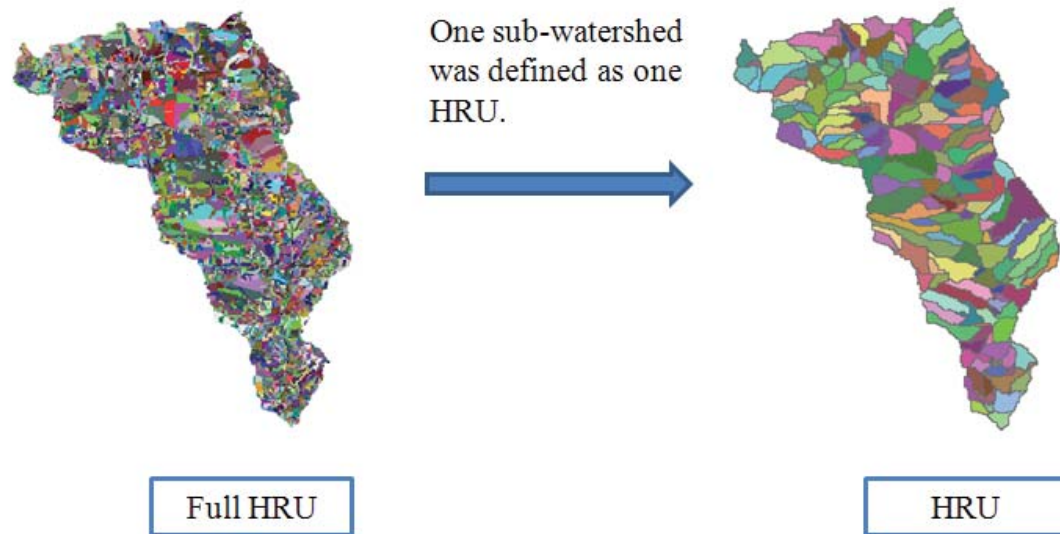 One sub-watershed
was defined as one
HRU.
Full HRU
HRU